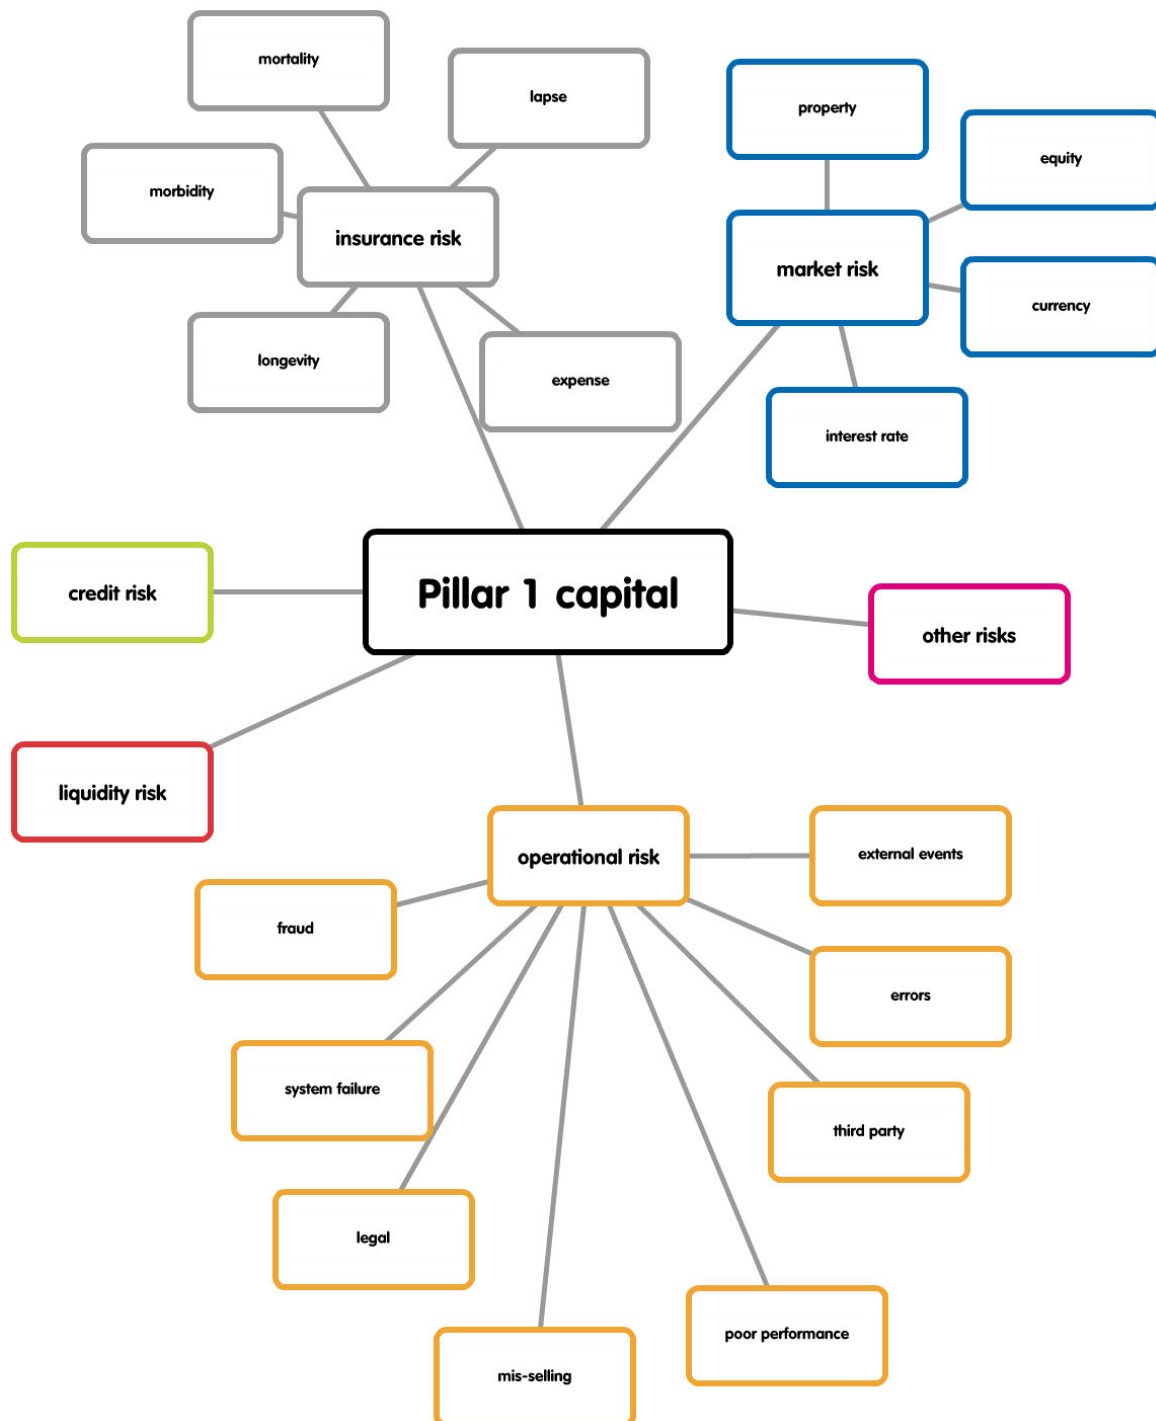 mortality
lapse
property
equity
morbidity
insurance risk
market risk
currency
longevity
expense
interest rate
credit risk
Pillar 1 capital
other risks
liquidity risk
operational risk
external events
fraud
errors
system failure
third party
legal
poor performance
mis-selling